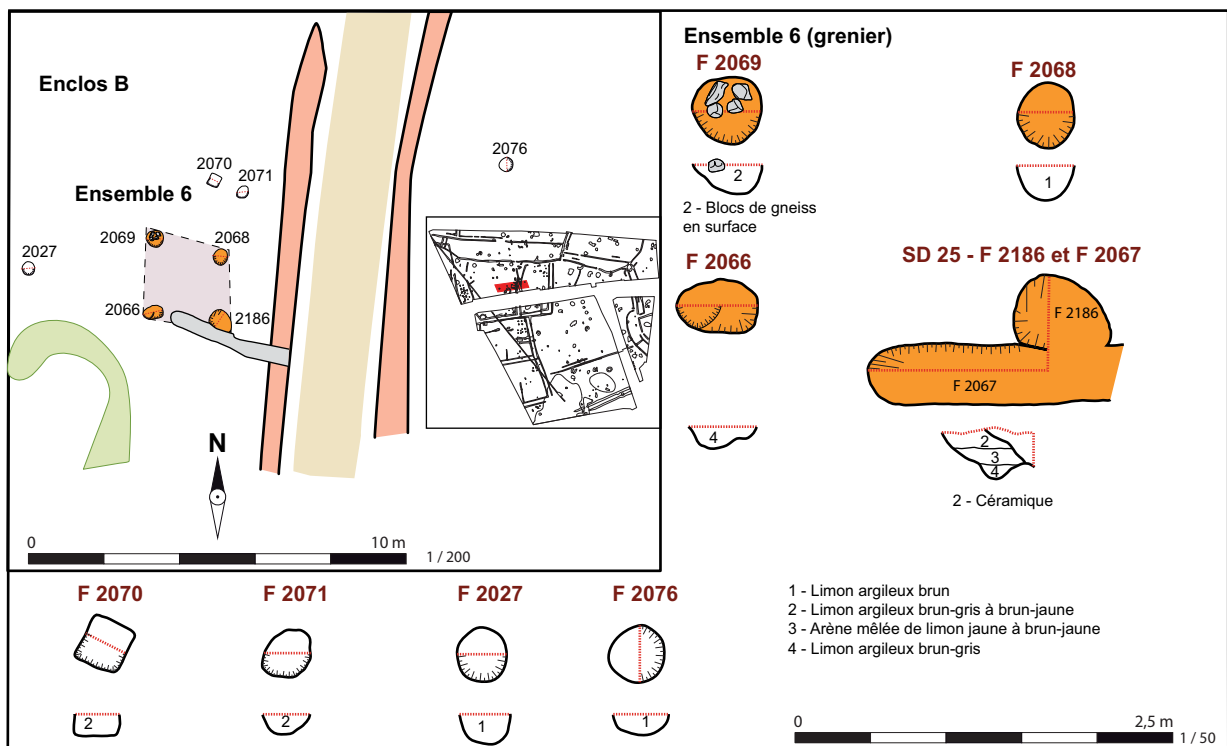 Enclos B
2070
2071
2076
Ensemble 6
2069
2068
2027
2066
2186
N
0
10 m
1 / 200
Ensemble 6 (grenier)
F 2069
F 2068
2
1
2 - Blocs de gneiss
en surface
F 2066
SD 25 - F 2186 et F 2067
F 2186
F 2067
4
2
3
4
2 - Céramique
F 2070
F 2071
F 2027
F 2076
2
2
1
1
1 - Limon argileux brun
2 - Limon argileux brun-gris à brun-jaune
3 - Arène mêlée de limon jaune à brun-jaune
4 - Limon argileux brun-gris
0
2,5 m
1 / 50